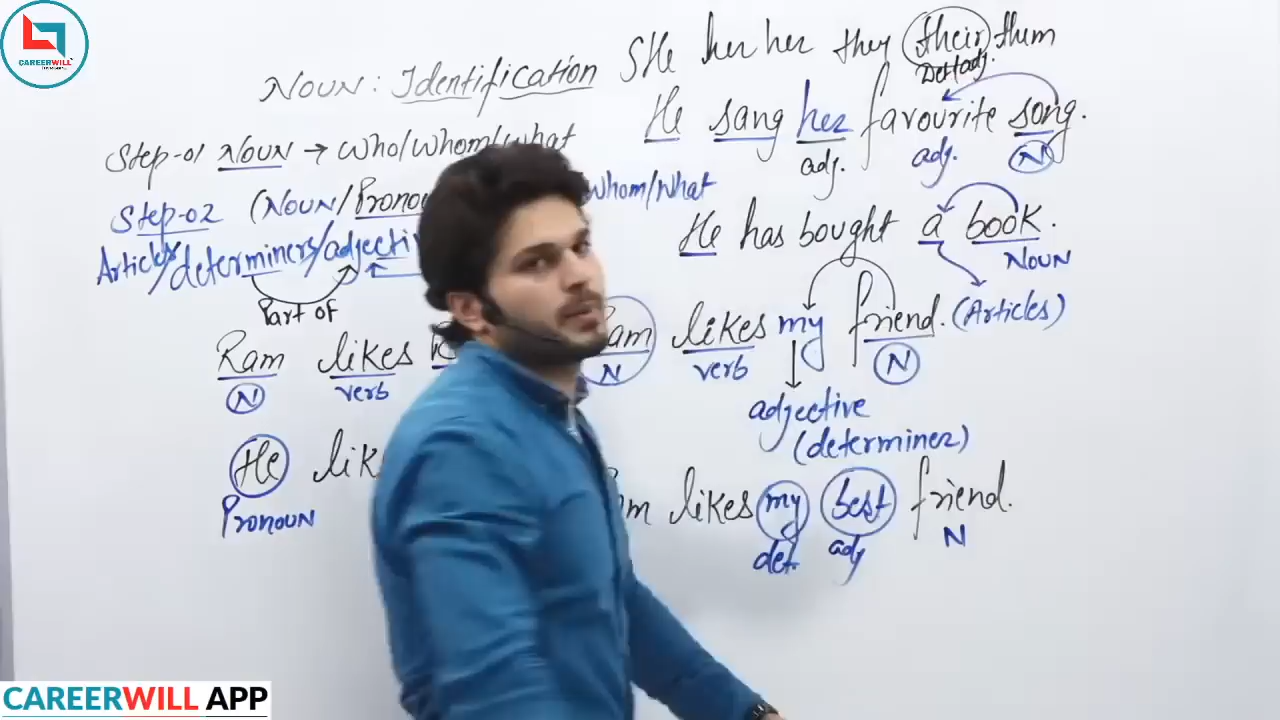 CAREERWILL
She her her they their them
Det/adj.
NOUN : Identification
He sang her favourite song.
adj. adj. N
Step-01 NOUN → who/whom/what
Step-02 (NOUN/Pronou whom/what
Articles/determiners/adjecti
Part of
He has bought a book.
NOUN
(Articles)
Ram likes
N verb
am likes my friend.
N verb N
adjective
(determiner)
He lik
Pronoun
m likes my best friend.
det. adj N
CAREERWILL APP